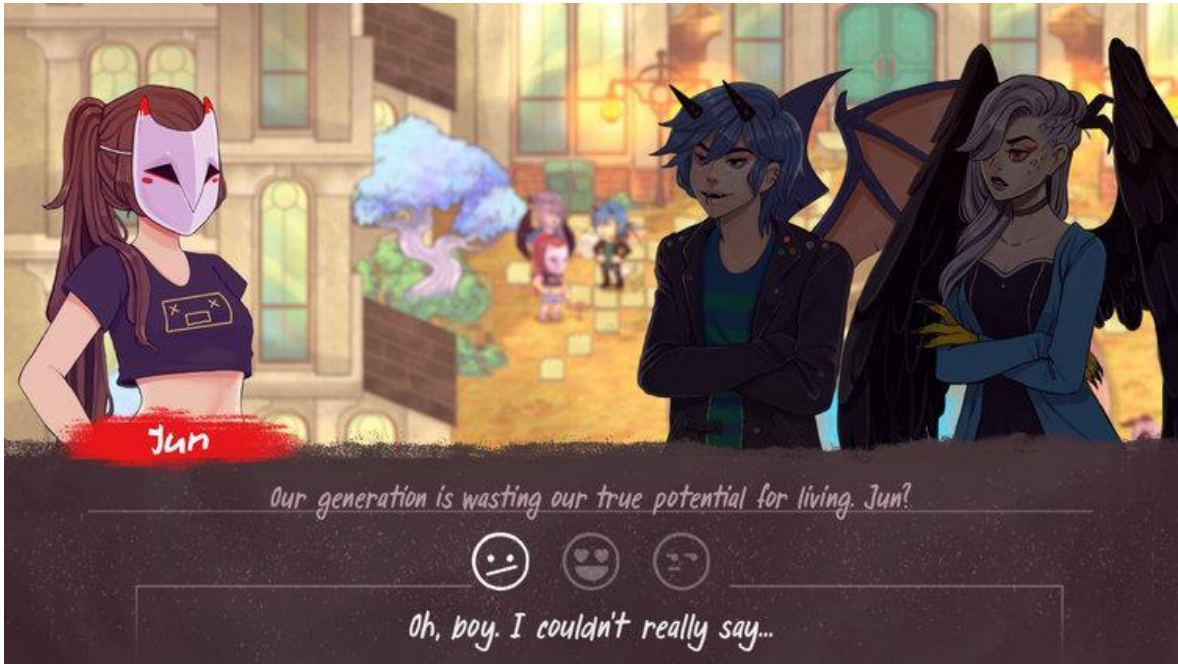 Jun
Our generation is wasting our true potential for living. Jun?
Oh, boy. I couldn't really say...